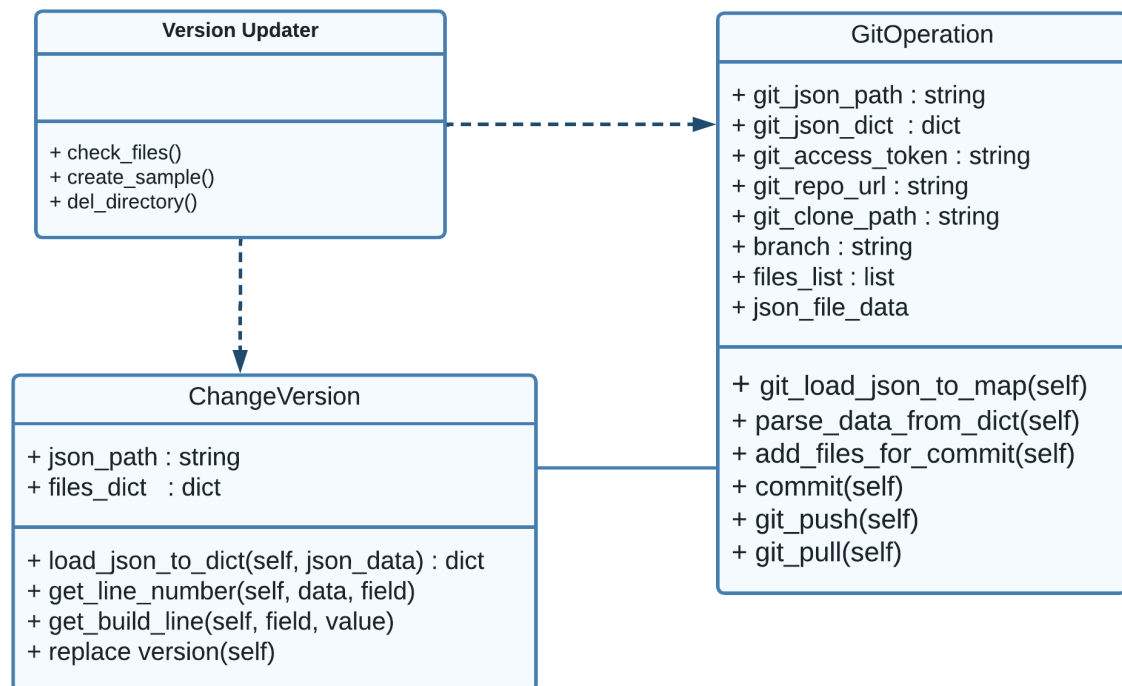 Version Updater
+ check_files()
+ create_sample()
+ del_directory()
GitOperation
+ git_json_path : string
+ git_json_dict : dict
+ git_access_token : string
+ git_repo_url : string
+ git_clone_path : string
+ branch : string
+ files_list : list
+ json_file_data
+ git_load_json_to_map(self)
+ parse_data_from_dict(self)
+ add_files_for_commit(self)
+ commit(self)
+ git_push(self)
+ git_pull(self)
ChangeVersion
+ json_path : string
+ files_dict : dict
+ load_json_to_dict(self, json_data) : dict
+ get_line_number(self, data, field)
+ get_build_line(self, field, value)
+ replace version(self)